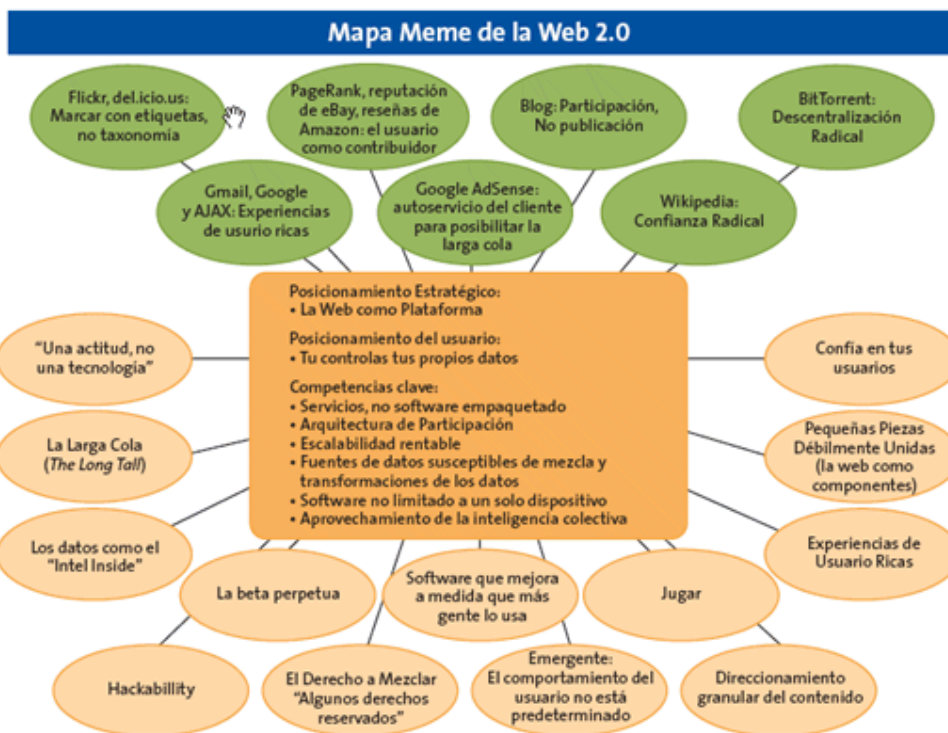 Mapa Meme de la Web 2.0
Flickr, del.icio.us:
Marcar con etiquetas,
no taxonomía
PageRank, reputación
de eBay, reseñas de
Amazon: el usuario
como contribuidor
Blog: Participación,
No publicación
BitTorrent:
Descentralización
Radical
Gmail, Google
y AJAX: Experiencias
de usurio ricas
Google AdSense:
autoservicio del cliente
para posibilitar la
larga cola
Wikipedia:
Confianza Radical
Posicionamiento Estratégico:
• La Web como Plataforma
Posicionamiento del usuario:
• Tu controlas tus propios datos
Competencias clave:
• Servicios, no software empaquetado
• Arquitectura de Participación
• Escalabilidad rentable
• Fuentes de datos susceptibles de mezcla y
transformaciones de los datos
• Software no limitado a un solo dispositivo
• Aprovechamiento de la inteligencia colectiva
“Una actitud, no
una tecnología”
La Larga Cola
(The Long Tall)
Los datos como el
“Intel Inside”
Confía en tus
usuarios
Pequeñas Piezas
Débilmente Unidas
(la web como
componentes)
Experiencias de
Usuario Ricas
La beta perpetua
Software que mejora
a medida que más
gente lo usa
Jugar
Hackabillity
El Derecho a Mezclar
“Algunos derechos
reservados”
Emergente:
El comportamiento del
usuario no está
predeterminado
Direccionamiento
granular del contenido